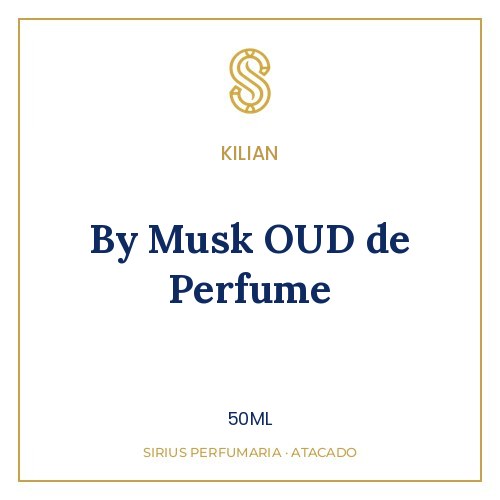 KILIAN
By Musk OUD de
Perfume
50ML
SIRIUS PERFUMARIA · ATACADO